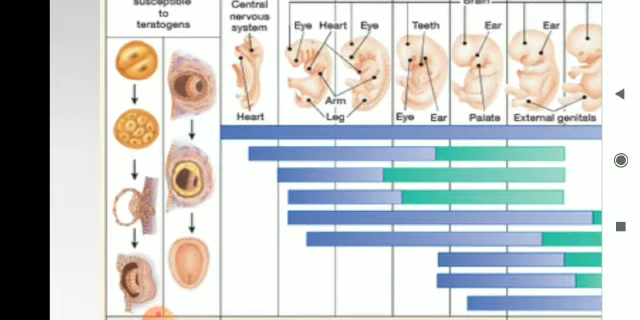 susceptible
to
teratogens
Central
nervous
system
Heart
Eye Heart Eye
Arm
Leg
Teeth
Eye Ear
Brain
Ear
Palate
Ear
External genitals